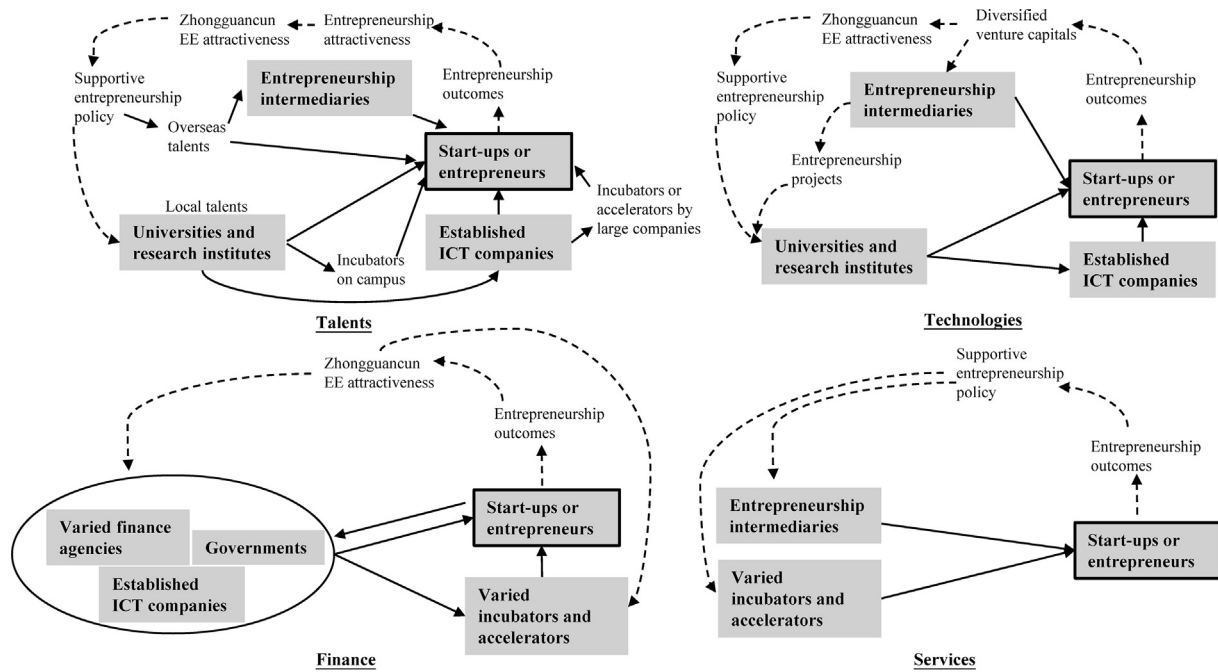 Zhongguancun
EE attractiveness
Entrepreneurship
attractiveness
Supportive
entrepreneurship
policy
Entrepreneurship
intermediaries
Entrepreneurship
outcomes
Overseas
talents
Start-ups or
entrepreneurs
Local talents
Universities and
research institutes
Incubators
on campus
Established
ICT companies
Incubators or
accelerators by
large companies
Talents
Zhongguancun
EE attractiveness
Diversified
venture capitals
Supportive
entrepreneurship
policy
Entrepreneurship
intermediaries
Entrepreneurship
outcomes
Entrepreneurship
projects
Start-ups or
entrepreneurs
Universities and
research institutes
Established
ICT companies
Technologies
Zhongguancun
EE attractiveness
Entrepreneurship
outcomes
Varied finance
agencies
Governments
Established
ICT companies
Start-ups or
entrepreneurs
Varied
incubators and
accelerators
Finance
Supportive
entrepreneurship
policy
Entrepreneurship
outcomes
Entrepreneurship
intermediaries
Start-ups or
entrepreneurs
Varied
incubators and
accelerators
Services